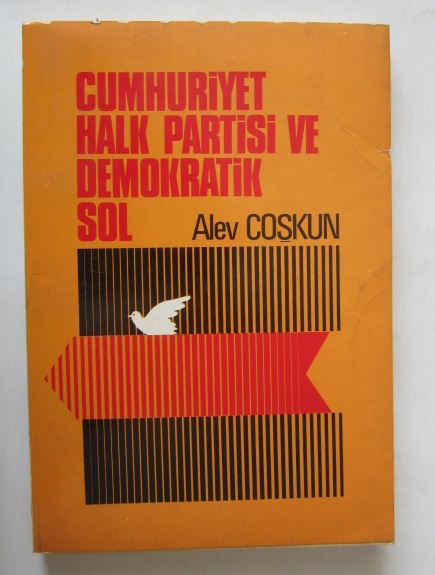 CUMHURİYET
HALK PARTİSİ VE
DEMOKRATİK
SOL Alev COŞKUN